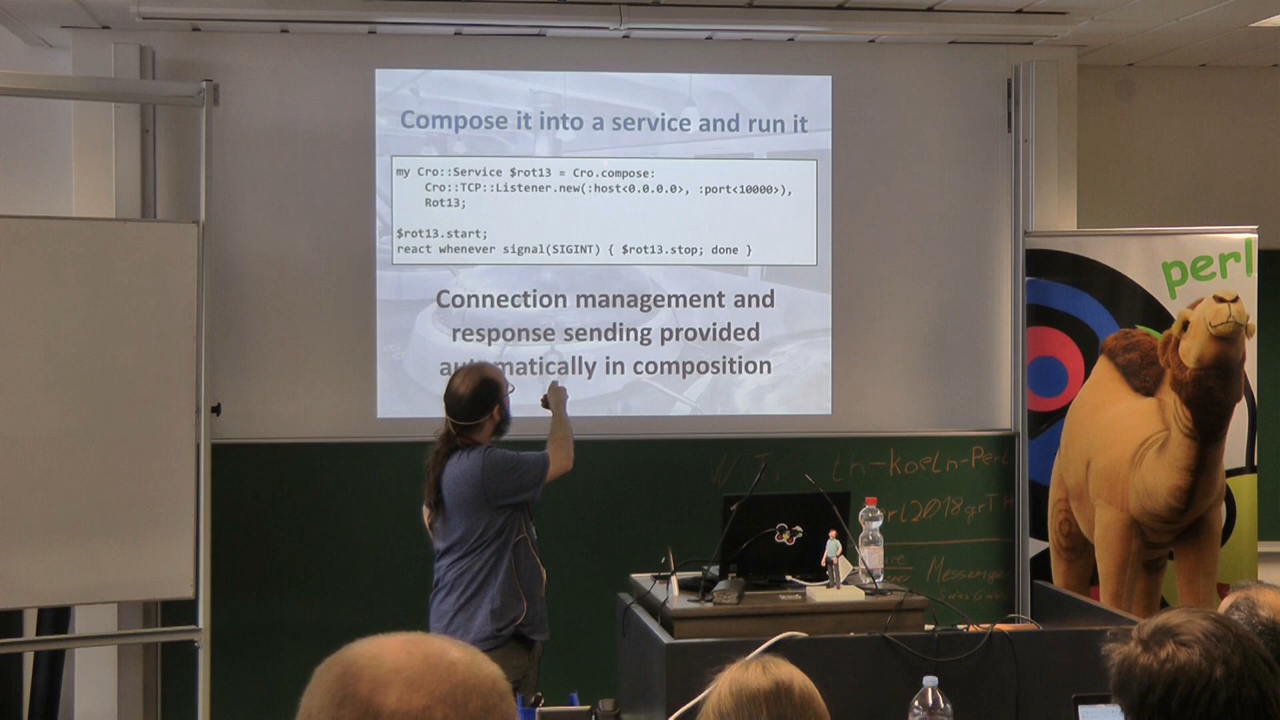 Compose it into a service and run it
my Cro::Service $rot13 = Cro.compose:
Cro::TCP::Listener.new(:host<0.0.0.0>, :port<10000>),
Rot13;
$rot13.start;
react whenever signal(SIGINT) { $rot13.stop; done }
Connection management and
response sending provided
automatically in composition
perl
th-koeln-Perl